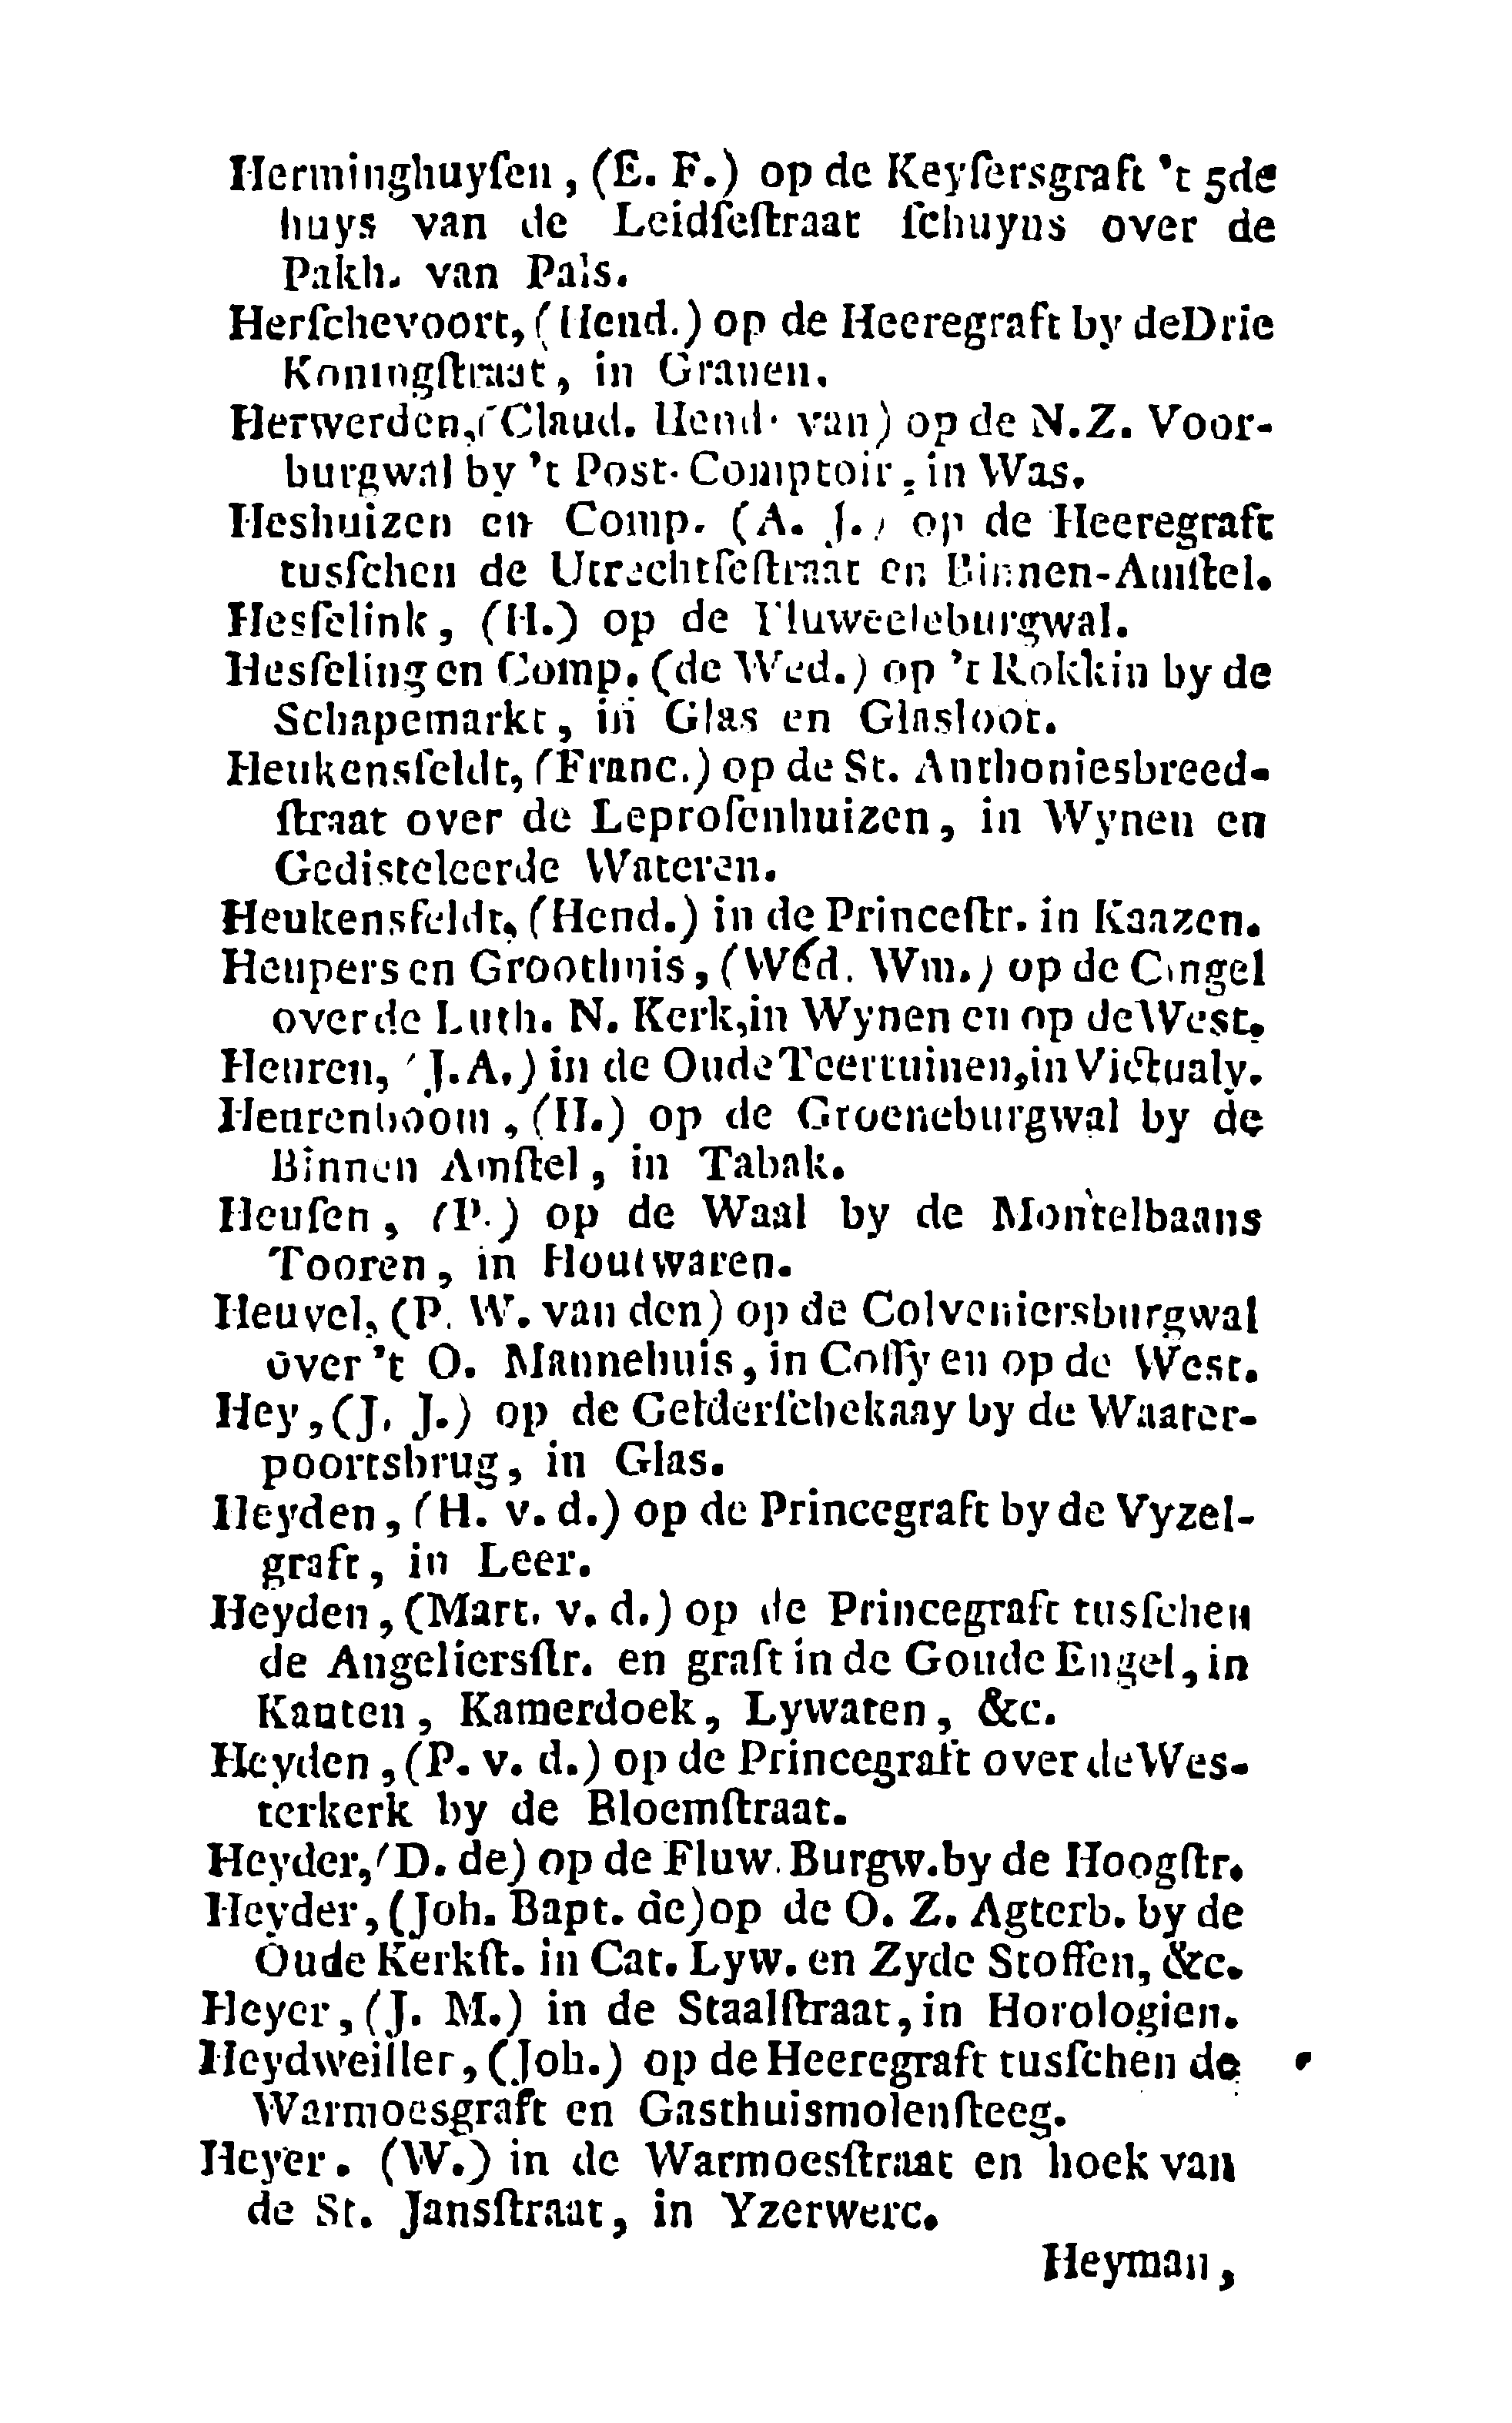 Herminghuyſen, (E. F.) op de Keyſersgraft 't 5de
huys van de Leidſeſtraat ſchuyns over de
Pakh. van Pals.
Herſchevoort, (Hend.) op de Heeregraft by de Drie
Koningſtraat, in Granen.
Herwerden, (Claud. Hend. van) op de N.Z. Voor-
burgwal by 't Post-Comptoir, in Was.
Heshuizen en Comp. (A. J.) op de Heeregraft
tusſchen de Utrechtſeſtraat en Binnen-Amſtel.
Hesſelink, (H.) op de Fluweeleburgwal.
Hesſeling en Comp. (de Wed.) op 't Rokkin by de
Schapemarkt, in Glas en Glasloot.
Heukensfeldt, (Franc.) op de St. Anthoniesbreed-
ſtraat over de Leproſenhuizen, in Wynen en
Gedisteleerde Wateren.
Heukensfeldt, (Hend.) in de Princeſtr. in Kaazen.
Heupers en Groothuis, (Wed. Wm.) op de Cingel
over de Luth. N. Kerk, in Wynen en op de West.
Heuren, (J. A.) in de Oude Teertuinen, in Victualy.
Heurenboom, (H.) op de Groeneburgwal by de
Binnen Amſtel, in Tabak.
Heuſen, (P.) op de Waal by de Montelbaans
Tooren, in Houtwaren.
Heuvel, (P. W. van den) op de Colveniersburgwal
over 't O. Mannehuis, in Coffy en op de West.
Hey, (J. J.) op de Gelderſchekaay by de Waater-
poortsbrug, in Glas.
Heyden, (H. v. d.) op de Princegraft by de Vyzel-
graft, in Leer.
Heyden, (Mart. v. d.) op de Princegraft tusſchen
de Angeliersſtr. en graft in de Goude Engel, in
Kanten, Kamerdoek, Lywaten, &c.
Heyden, (P. v. d.) op de Princegraft over de Wes-
terkerk by de Bloemſtraat.
Heyder, (D. de) op de Fluw. Burgw. by de Hoogſtr.
Heyder, (Joh. Bapt. de) op de O. Z. Agterb. by de
Oude Kerkſt. in Cat. Lyw. en Zyde Stoffen, &c.
Heyer, (J. M.) in de Staalſtraat, in Horologien.
Heydweiller, (Joh.) op de Heeregraft tusſchen de
Warmoesgraft en Gasthuismolenſteeg.
Heyer. (W.) in de Warmoesſtraat en hoek van
de St. Jansſtraat, in Yzerwerc.
Heyman,